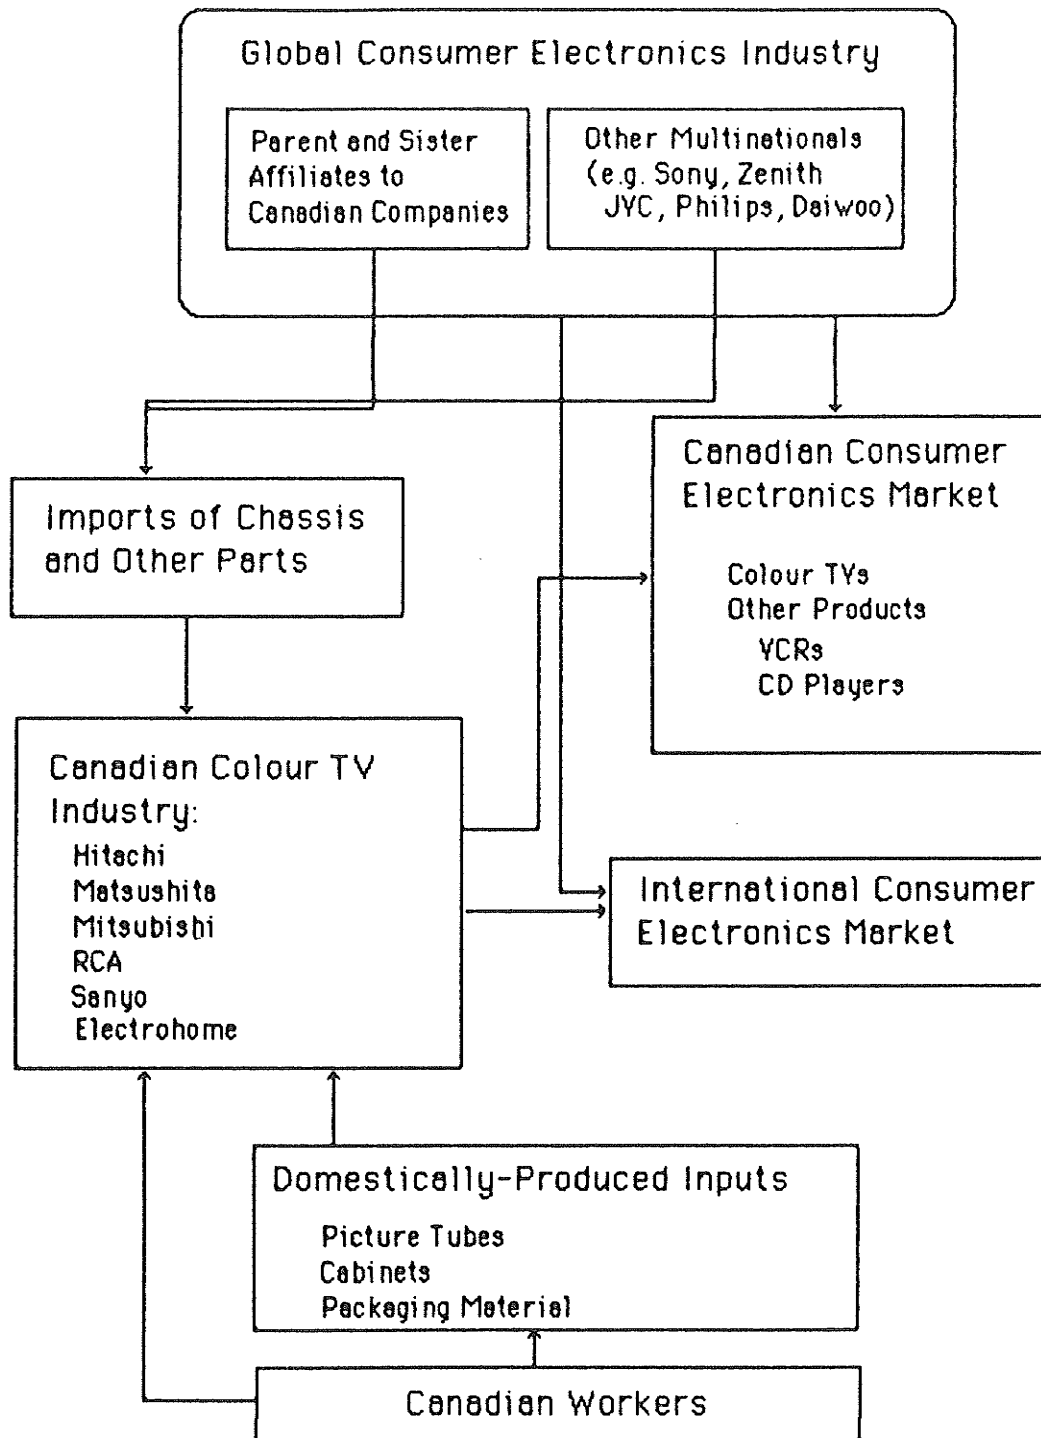 Global Consumer Electronics Industry
Parent and Sister
Affiliates to
Canadian Companies
Other Multinationals
(e.g. Sony, Zenith
JVC, Philips, Daiwoo)
Imports of Chassis
and Other Parts
Canadian Consumer
Electronics Market
Colour TVs
Other Products
VCRs
CD Players
Canadian Colour TV
Industry:
Hitachi
Matsushita
Mitsubishi
RCA
Sanyo
Electrohome
International Consumer
Electronics Market
Domestically-Produced Inputs
Picture Tubes
Cabinets
Packaging Material
Canadian Workers